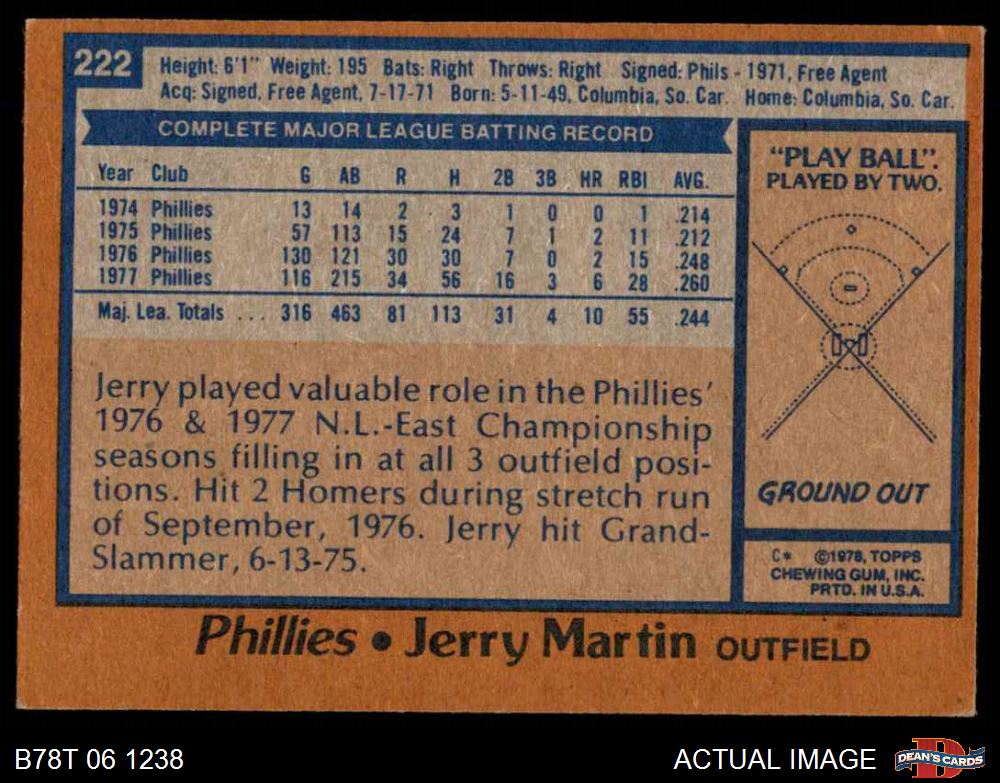 222
Height: 6'1" Weight: 195 Bats: Right Throws: Right Signed: Phils - 1971, Free Agent
Acq: Signed, Free Agent, 7-17-71 Born: 5-11-49, Columbia, So. Car. Home: Columbia, So. Car.
COMPLETE MAJOR LEAGUE BATTING RECORD
Year Club G AB R H 2B 3B HR RBI AVG.
1974 Phillies 13 14 2 3 1 0 0 1 .214
1975 Phillies 57 113 15 24 7 1 2 11 .212
1976 Phillies 130 121 30 30 7 0 2 15 .248
1977 Phillies 116 215 34 56 16 3 6 28 .260
Maj. Lea. Totals ... 316 463 81 113 31 4 10 55 .244
Jerry played valuable role in the Phillies'
1976 & 1977 N.L.-East Championship
seasons filling in at all 3 outfield posi-
tions. Hit 2 Homers during stretch run
of September, 1976. Jerry hit Grand-
Slammer, 6-13-75.
"PLAY BALL".
PLAYED BY TWO.
GROUND OUT
C* ©1978, TOPPS
CHEWING GUM, INC.
PRTD. IN U.S.A.
Phillies • Jerry Martin OUTFIELD
B78T 06 1238
ACTUAL IMAGE
D
DEAN'S CARDS